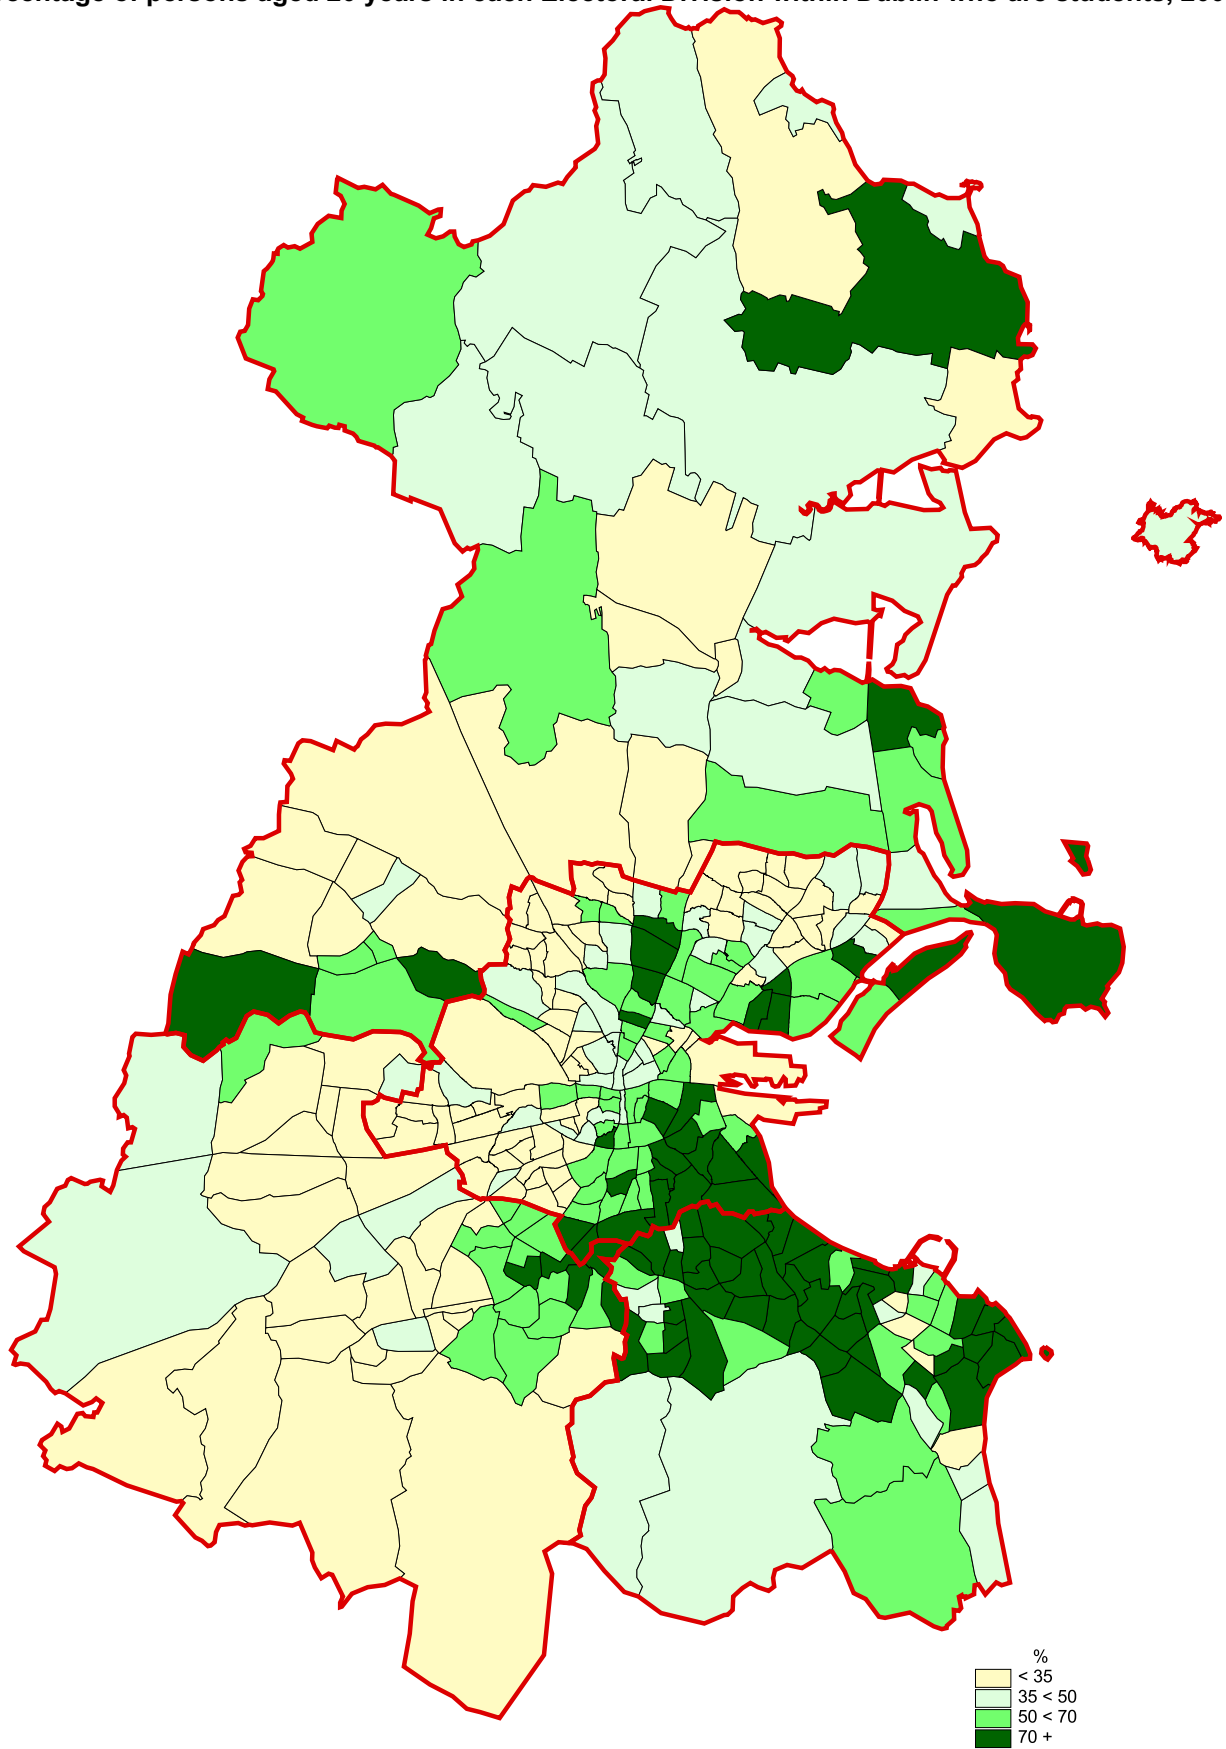 of persons aged 20 years in each Electoral Division within Dublin who are students,
%
< 35
35 < 50
50 < 70
70 +